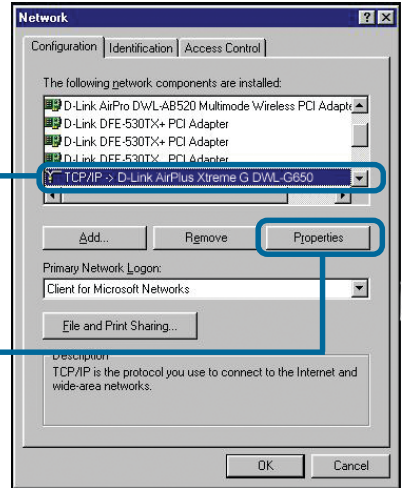 Network
Configuration Identification Access Control
The following network components are installed:
D-Link AirPro DWL-AB520 Multimode Wireless PCI Adapte
D-Link DFE-530TX+ PCI Adapter
D-Link DFE-530TX+ PCI Adapter
D-Link DFE-530TX+ PCI Adapter
TCP/IP -> D-Link AirPlus Xtreme G DWL-G650
Add... Remove Properties
Primary Network Logon:
Client for Microsoft Networks
File and Print Sharing...
Description
TCP/IP is the protocol you use to connect to the Internet and
wide-area networks.
OK Cancel